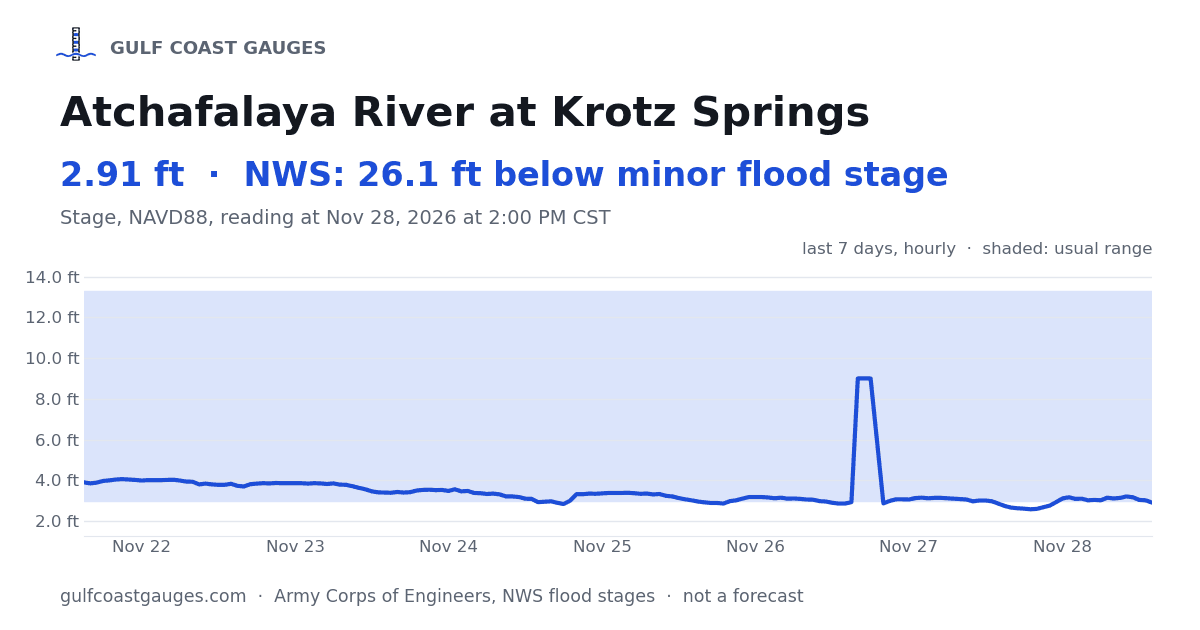 GULF COAST GAUGES
Atchafalaya River at Krotz Springs
2.91 ft · NWS: 26.1 ft below minor flood stage
Stage, NAVD88, reading at Nov 28, 2026 at 2:00 PM CST
last 7 days, hourly · shaded: usual range
14.0 ft
12.0 ft
10.0 ft
8.0 ft
6.0 ft
4.0 ft
2.0 ft
Nov 22 Nov 23 Nov 24 Nov 25 Nov 26 Nov 27 Nov 28
gulfcoastgauges.com · Army Corps of Engineers, NWS flood stages · not a forecast